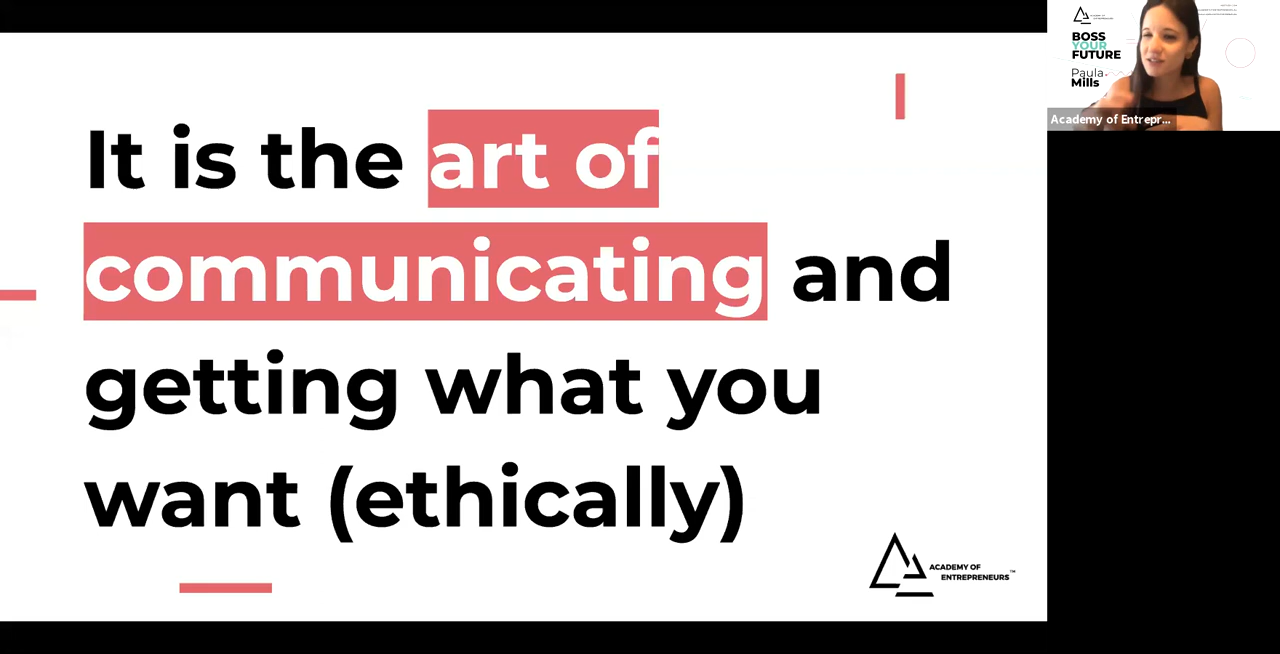 It is the art of
communicating and
getting what you
want (ethically)
ACADEMY OF
ENTREPRENEURS
TM
BOSS
YOUR
FUTURE
Paula
Mills
Academy of Entrepr...